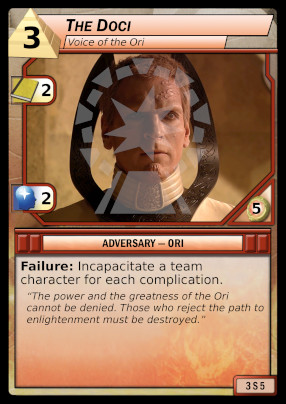 3
The Doci
Voice of the Ori
2
2
5
ADVERSARY – ORI
Failure: Incapacitate a team
character for each complication.
"The power and the greatness of the Ori
cannot be denied. Those who reject the path to
enlightenment must be destroyed."
3 S 5